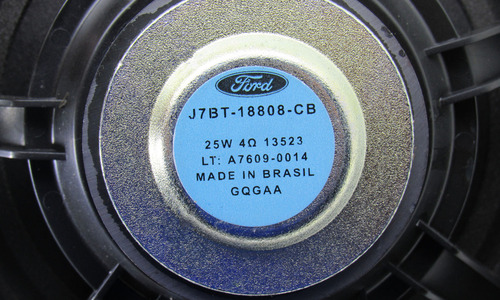 Ford
J7BT-18808-CB
25W 4Ω 13523
LT: A7609-0014
MADE IN BRASIL
GQGAA